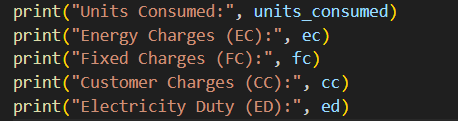 print("Units Consumed:", units_consumed)
print("Energy Charges (EC):", ec)
print("Fixed Charges (FC):", fc)
print("Customer Charges (CC):", cc)
print("Electricity Duty (ED):", ed)